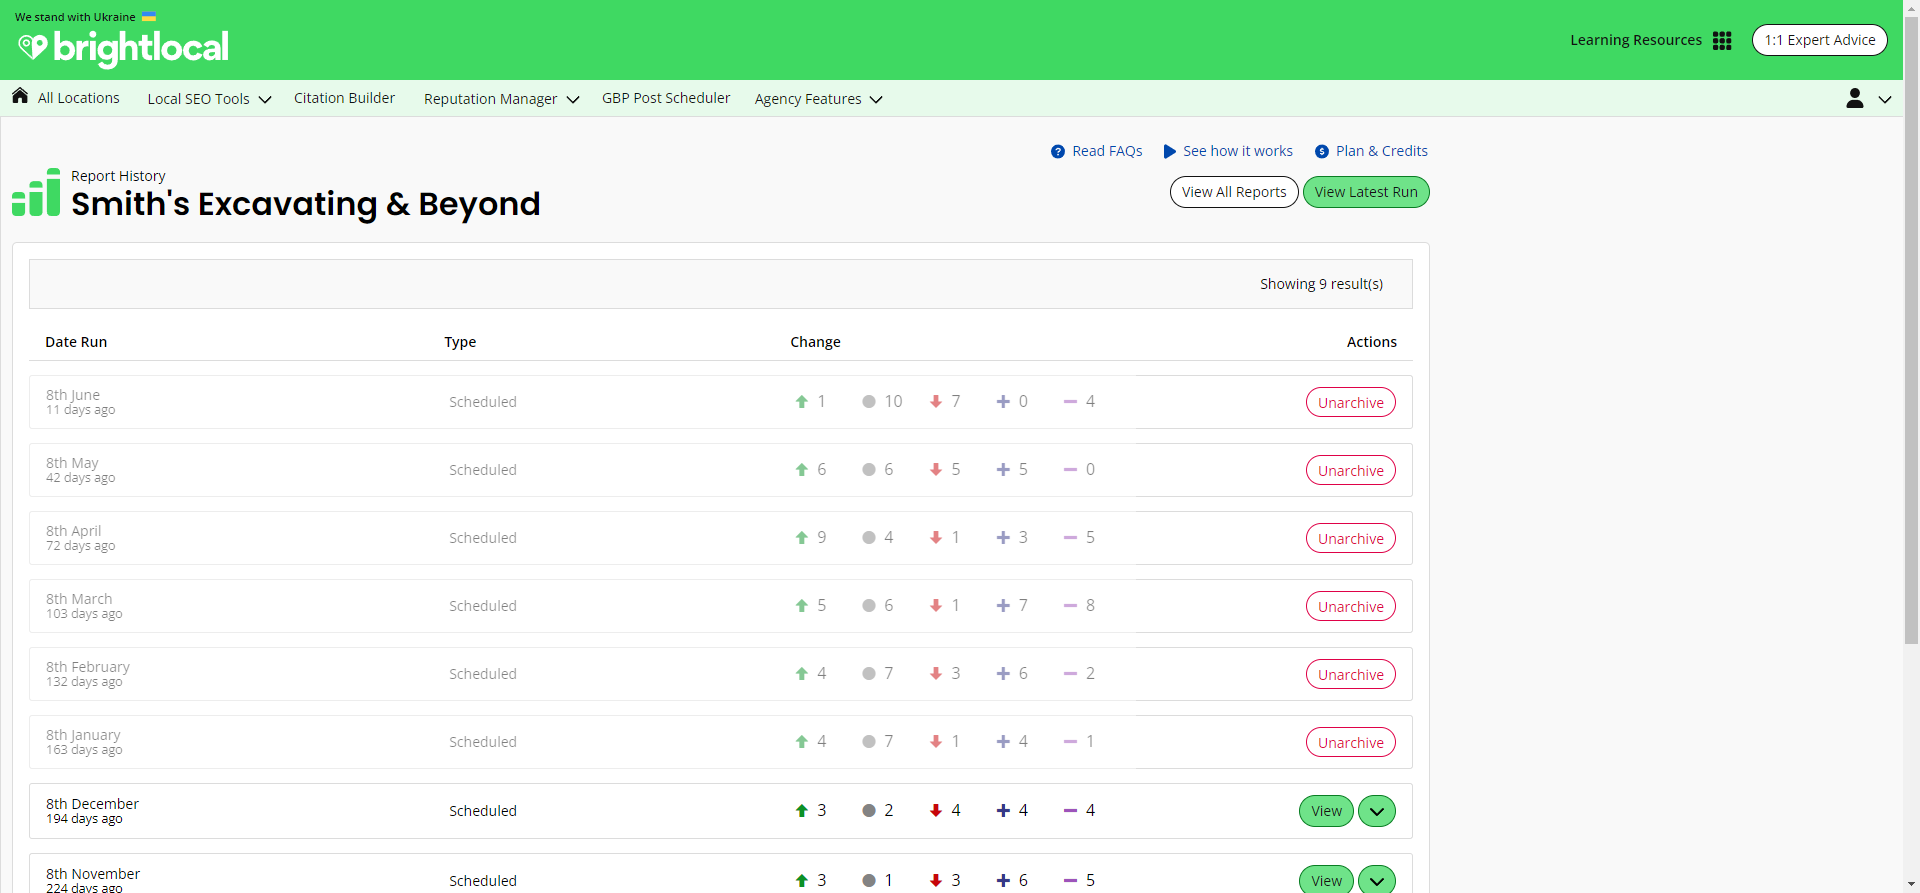 We stand with Ukraine
brightlocal
Learning Resources
1:1 Expert Advice
All Locations
Local SEO Tools
Citation Builder
Reputation Manager
GBP Post Scheduler
Agency Features
Read FAQs
See how it works
Plan & Credits
Report History
Smith's Excavating & Beyond
View All Reports
View Latest Run
Showing 9 result(s)
Date Run Type Change Actions
8th June
11 days ago
Scheduled 1 10 7 0 4 Unarchive
8th May
42 days ago
Scheduled 6 6 5 5 0 Unarchive
8th April
72 days ago
Scheduled 9 4 1 3 5 Unarchive
8th March
103 days ago
Scheduled 5 6 1 7 8 Unarchive
8th February
132 days ago
Scheduled 4 7 3 6 2 Unarchive
8th January
163 days ago
Scheduled 4 7 1 4 1 Unarchive
8th December
194 days ago
Scheduled 3 2 4 4 4 View
8th November
224 days ago
Scheduled 3 1 3 6 5 View